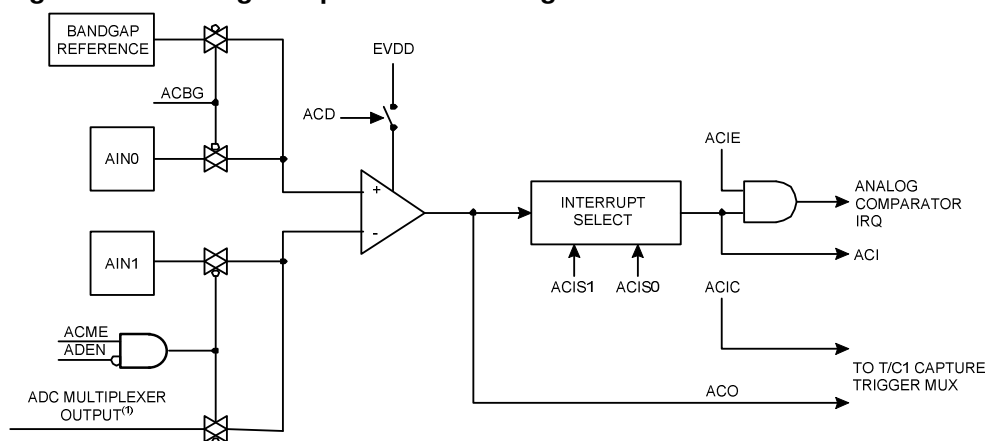 BANDGAP
REFERENCE
EVDD
ACBG
ACD
ACIE
AIN0
+
INTERRUPT
SELECT
ANALOG
COMPARATOR
IRQ
-
AIN1
ACI
ACIS1
ACIS0
ACIC
ACME
ADEN
TO T/C1 CAPTURE
TRIGGER MUX
ADC MULTIPLEXER
OUTPUT(1)
ACO